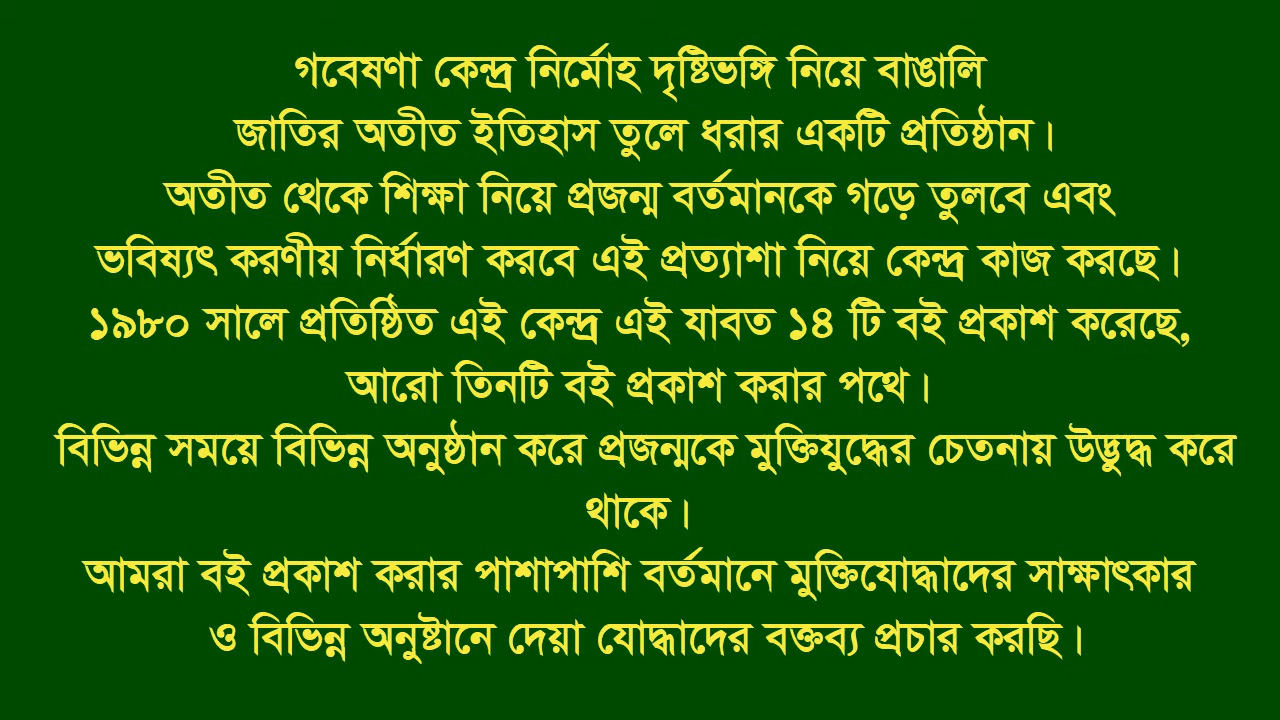 গবেষণা কেন্দ্র নির্মোহ দৃষ্টিভঙ্গি নিয়ে বাঙালি
জাতির অতীত ইতিহাস তুলে ধরার একটি প্রতিষ্ঠান।
অতীত থেকে শিক্ষা নিয়ে প্রজন্ম বর্তমানকে গড়ে তুলবে এবং
ভবিষ্যৎ করণীয় নির্ধারণ করবে এই প্রত্যাশা নিয়ে কেন্দ্র কাজ করছে।
১৯৮০ সালে প্রতিষ্ঠিত এই কেন্দ্র এই যাবত ১৪ টি বই প্রকাশ করেছে,
আরো তিনটি বই প্রকাশ করার পথে।
বিভিন্ন সময়ে বিভিন্ন অনুষ্ঠান করে প্রজন্মকে মুক্তিযুদ্ধের চেতনায় উদ্ভুদ্ধ করে
থাকে।
আমরা বই প্রকাশ করার পাশাপাশি বর্তমানে মুক্তিযোদ্ধাদের সাক্ষাৎকার
ও বিভিন্ন অনুষ্টানে দেয়া যোদ্ধাদের বক্তব্য প্রচার করছি।